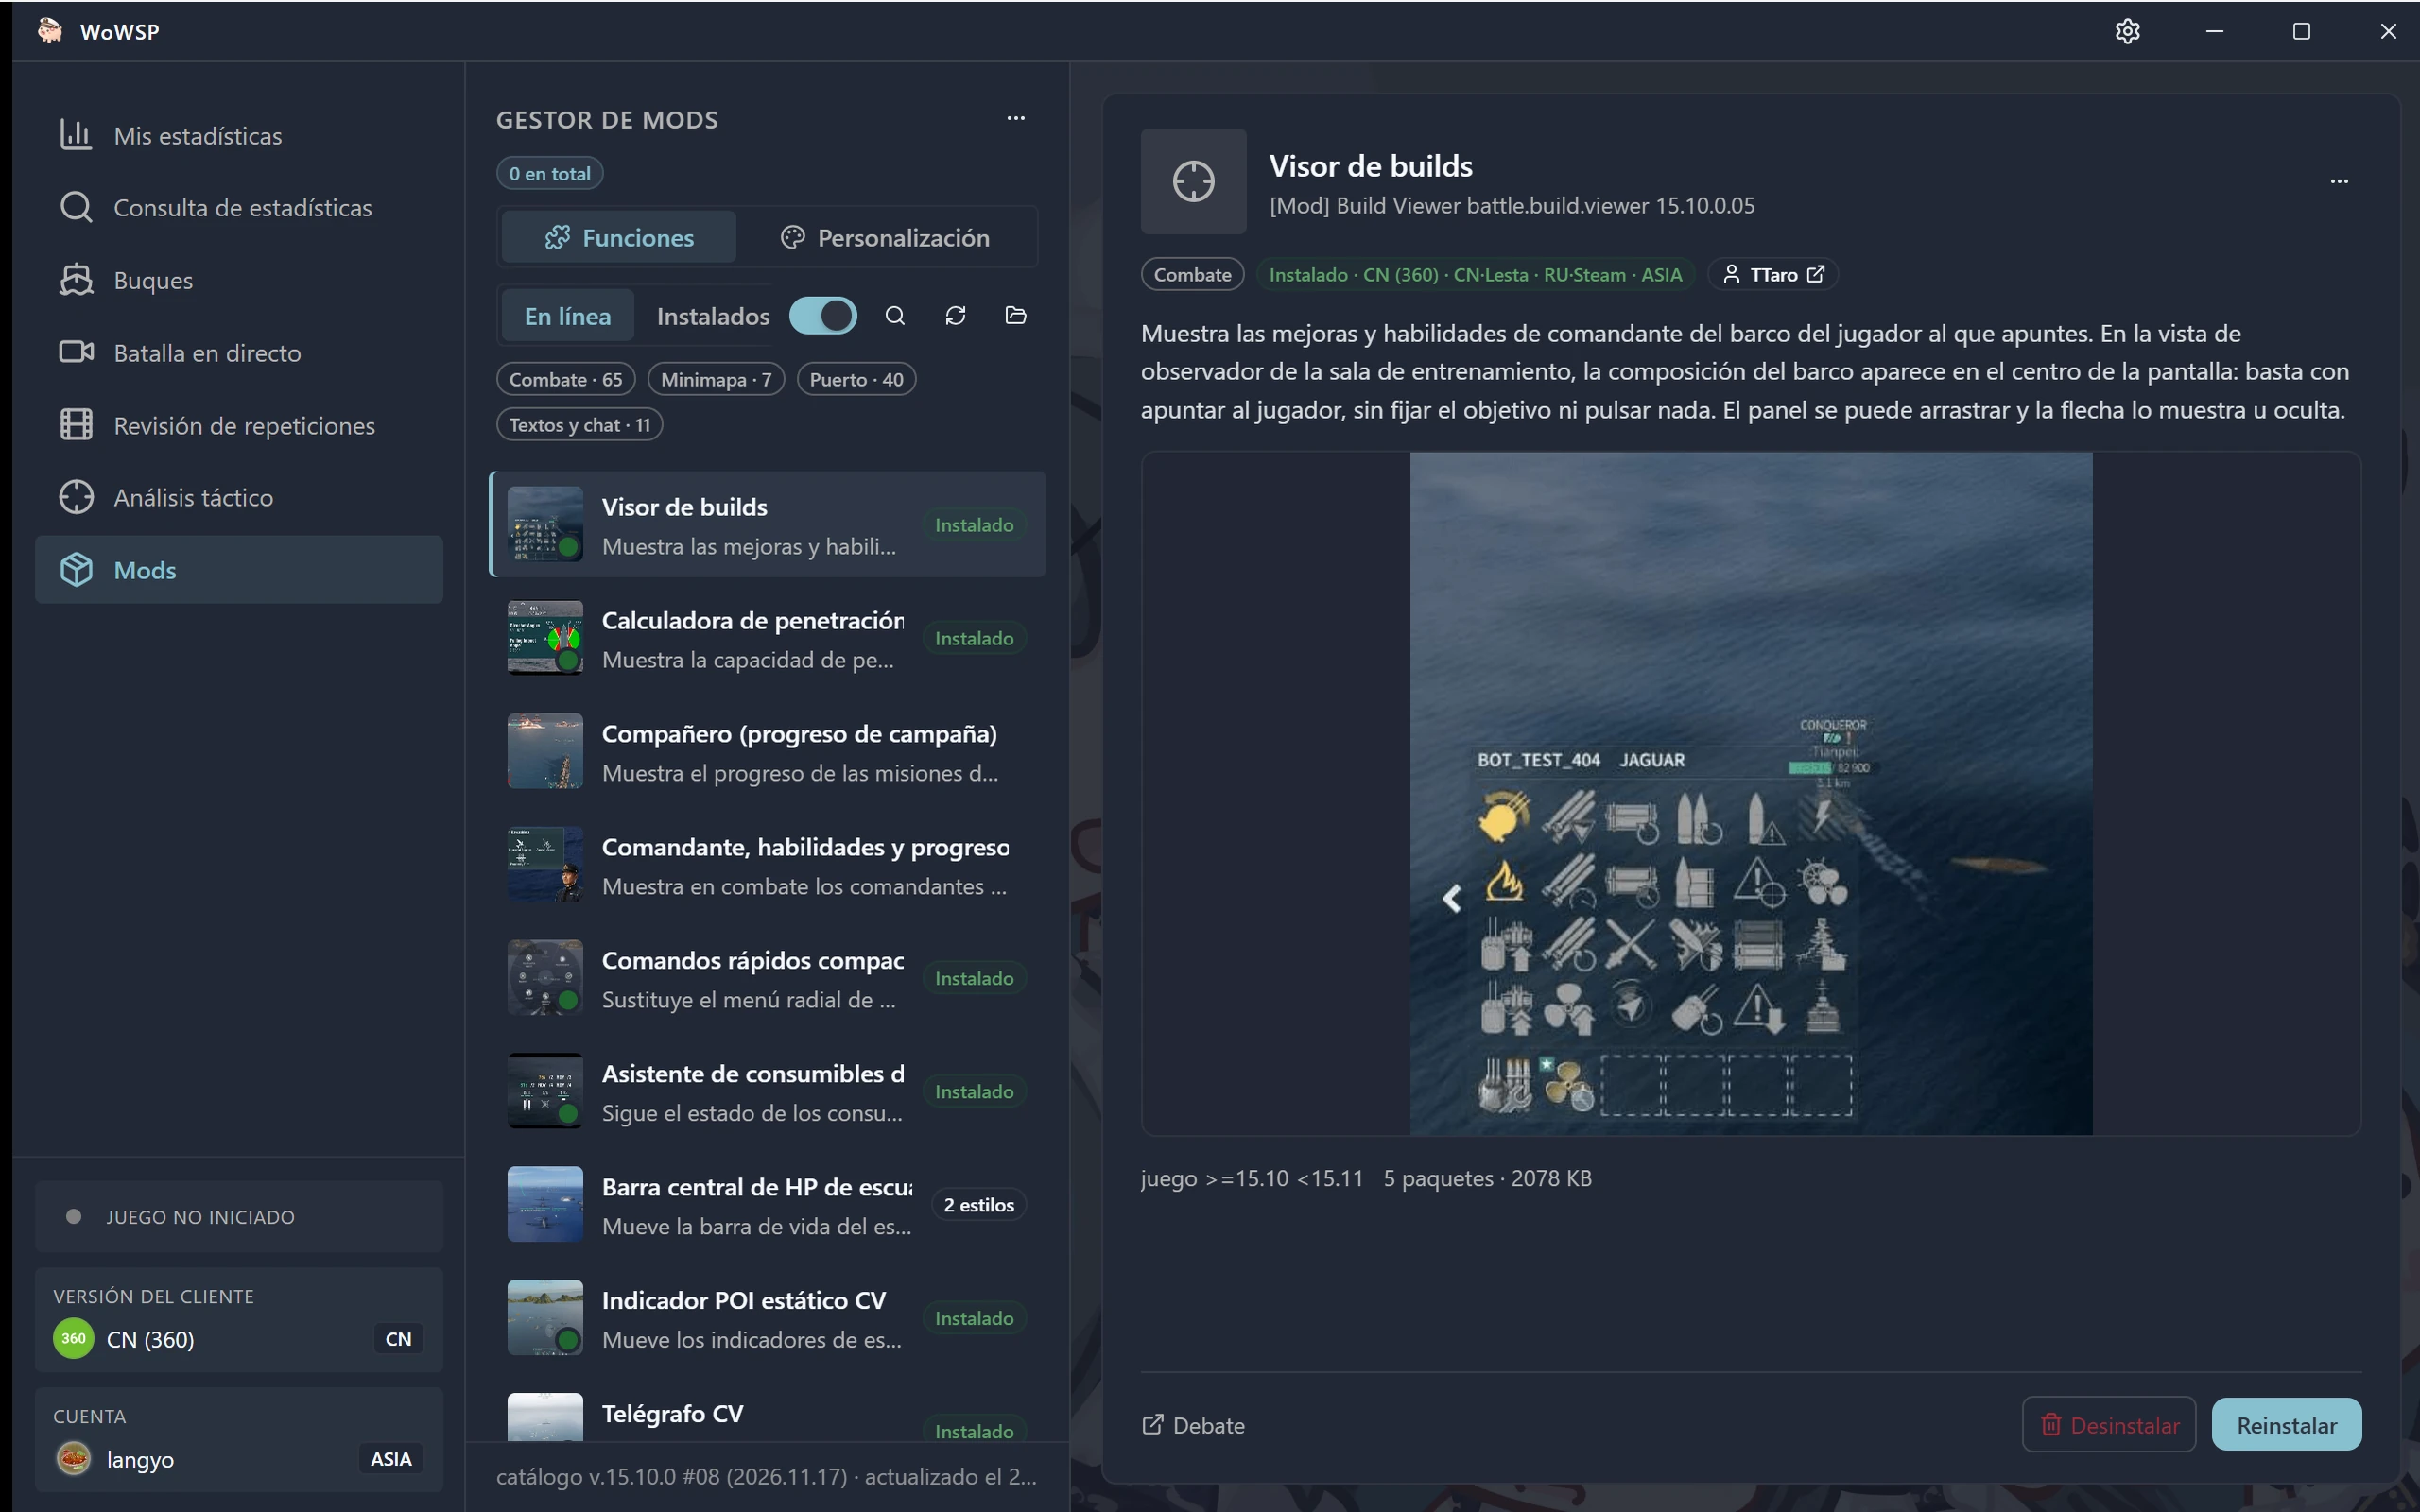 WoWSP
Mis estadísticas
Consulta de estadísticas
Buques
Batalla en directo
Revisión de repeticiones
Análisis táctico
Mods
JUEGO NO INICIADO
VERSIÓN DEL CLIENTE
360 CN (360) CN
CUENTA
langyo ASIA
GESTOR DE MODS
0 en total
Funciones Personalización
En línea Instalados
Combate · 65 Minimapa · 7 Puerto · 40
Textos y chat · 11
Visor de builds
Muestra las mejoras y habili...
Instalado
Calculadora de penetración
Muestra la capacidad de pe...
Instalado
Compañero (progreso de campaña)
Muestra el progreso de las misiones d...
Comandante, habilidades y progreso
Muestra en combate los comandantes ...
Comandos rápidos compac
Sustituye el menú radial de ...
Instalado
Asistente de consumibles d
Sigue el estado de los consu...
Instalado
Barra central de HP de escua
Mueve la barra de vida del es...
2 estilos
Indicador POI estático CV
Mueve los indicadores de es...
Instalado
Telégrafo CV
Instalado
catálogo v.15.10.0 #08 (2026.11.17) · actualizado el 2...
Visor de builds
[Mod] Build Viewer battle.build.viewer 15.10.0.05
Combate Instalado · CN (360) · CN·Lesta · RU·Steam · ASIA TTaro
Muestra las mejoras y habilidades de comandante del barco del jugador al que apuntes. En la vista de
observador de la sala de entrenamiento, la composición del barco aparece en el centro de la pantalla: basta con
apuntar al jugador, sin fijar el objetivo ni pulsar nada. El panel se puede arrastrar y la flecha lo muestra u oculta.
CONQUEROR
Tianpei
82 900
5.1 km
BOT_TEST_404 JAGUAR
juego >=15.10 <15.11 5 paquetes · 2078 KB
Debate
Desinstalar
Reinstalar